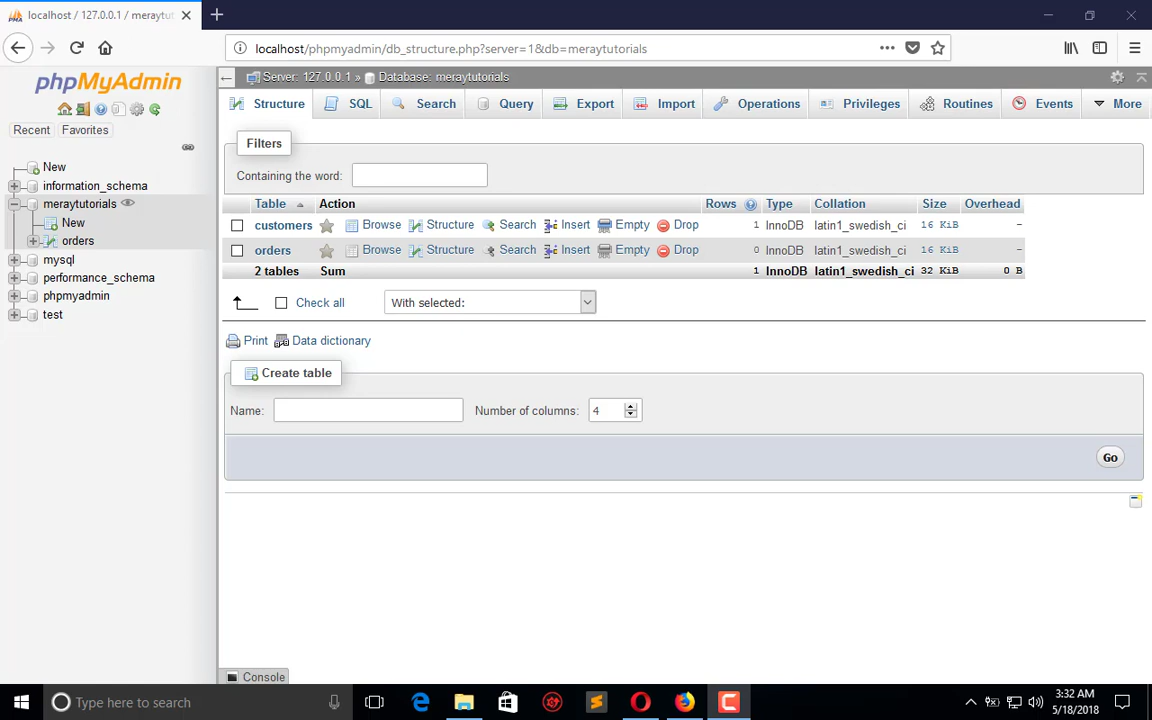 localhost / 127.0.0.1 / meraytut
localhost/phpmyadmin/db_structure.php?server=1&db=meraytutorials
phpMyAdmin
Recent Favorites
New
information_schema
meraytutorials
New
orders
mysql
performance_schema
phpmyadmin
test
Server: 127.0.0.1 » Database: meraytutorials
Structure SQL Search Query Export Import Operations Privileges Routines Events More
Filters
Containing the word:
Table Action Rows Type Collation Size Overhead
customers Browse Structure Search Insert Empty Drop 1 InnoDB latin1_swedish_ci 16 KiB -
orders Browse Structure Search Insert Empty Drop 0 InnoDB latin1_swedish_ci 16 KiB -
2 tables Sum 1 InnoDB latin1_swedish_ci 32 KiB 0 B
Check all With selected:
Print Data dictionary
Create table
Name: Number of columns: 4
Go
Console
Type here to search
3:32 AM
5/18/2018